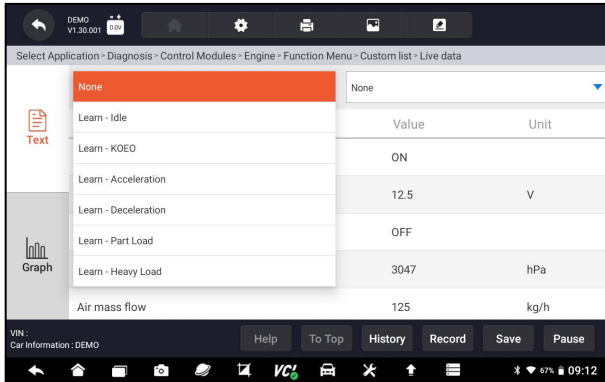 DEMO
V1.30.001 0.0V
Select Application > Diagnosis > Control Modules > Engine > Function Menu > Custom list > Live data
None
None
Learn - Idle
Value Unit
Text
Learn - KOEO
ON
Learn - Acceleration
12.5 V
Learn - Deceleration
OFF
Learn - Part Load
Graph
Learn - Heavy Load
3047 hPa
Air mass flow 125 kg/h
VIN :
Car Information : DEMO
Help To Top History Record Save Pause
VCI 67% 09:12